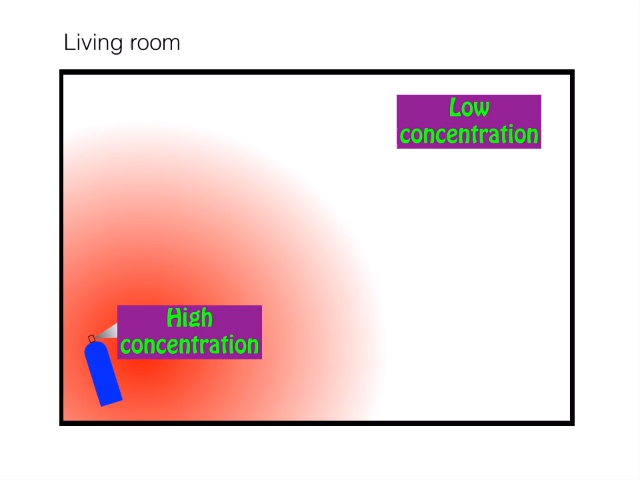 Living room
Low
concentration
High
concentration